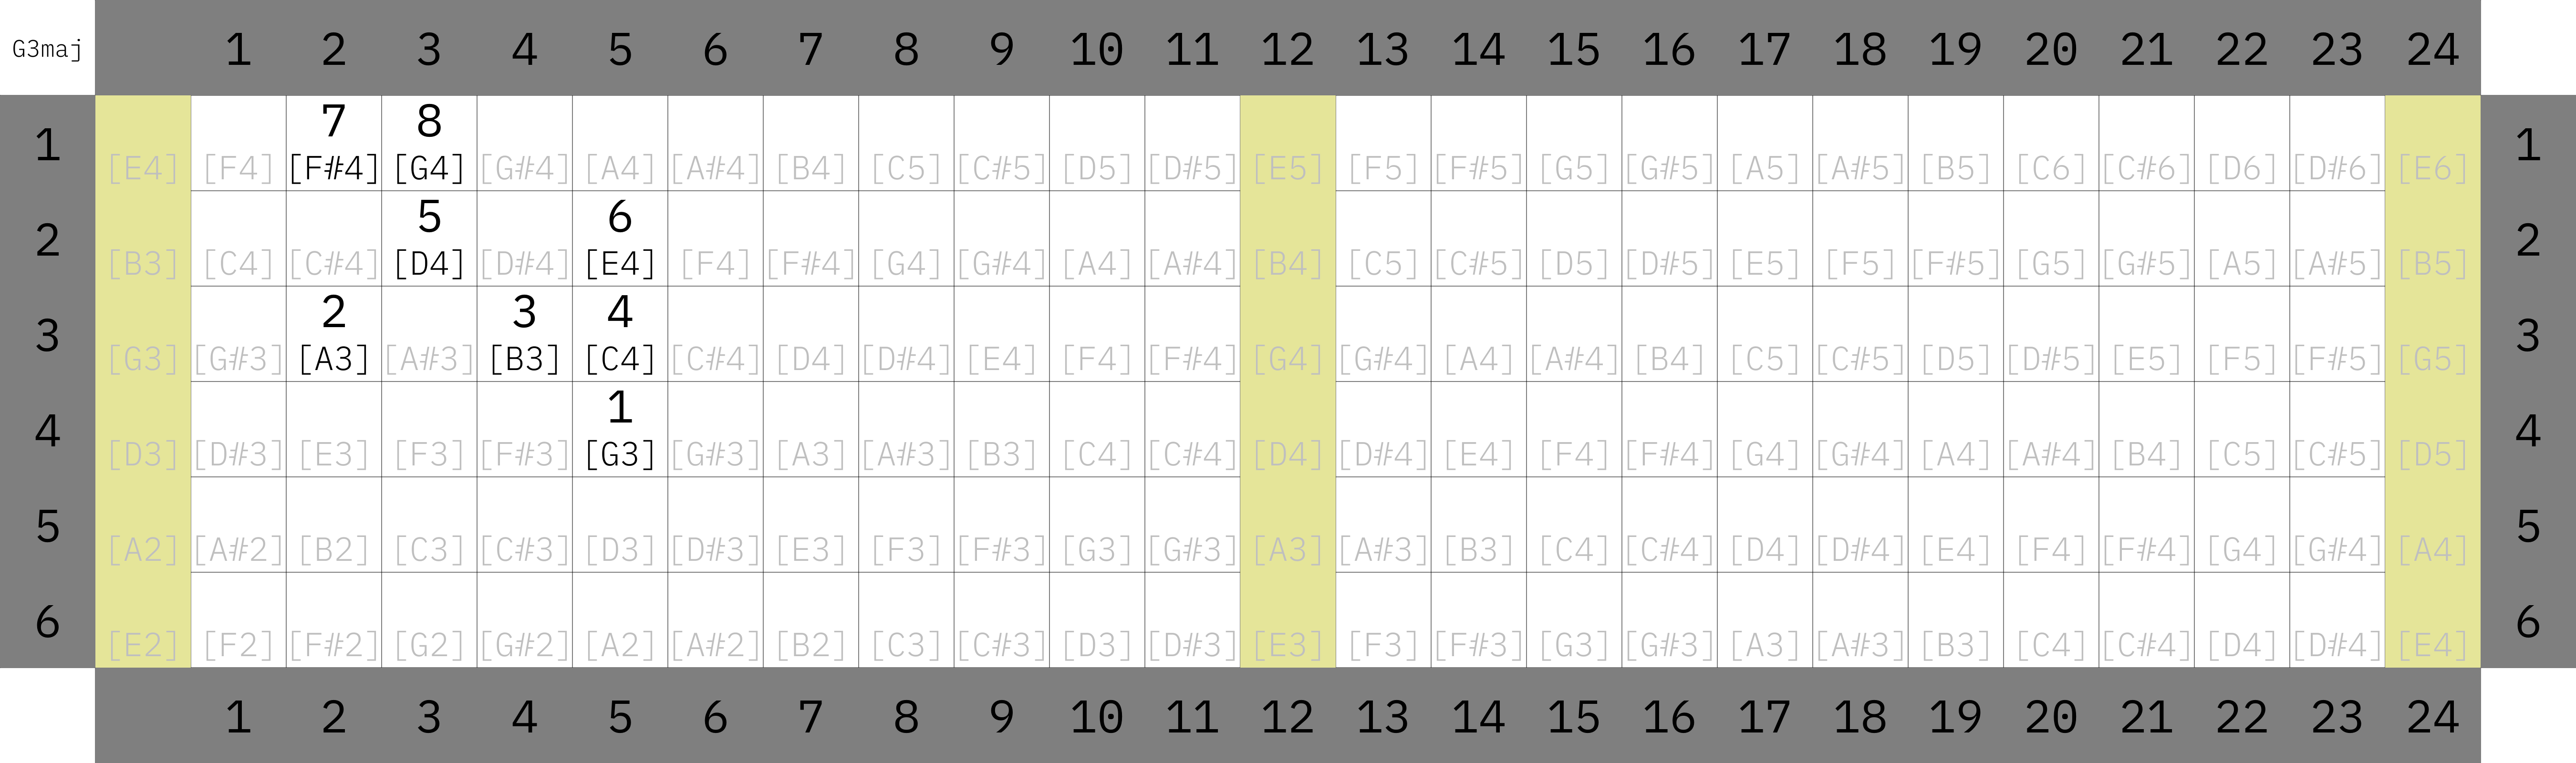 G3maj 1 2 3 4 5 6 7 8 9 10 11 12 13 14 15 16 17 18 19 20 21 22 23 24
7 8
1 [E4] [F4] [F#4] [G4] [G#4] [A4] [A#4] [B4] [C5] [C#5] [D5] [D#5] [E5] [F5] [F#5] [G5] [G#5] [A5] [A#5] [B5] [C6] [C#6] [D6] [D#6] [E6] 1
5 6
2 [B3] [C4] [C#4] [D4] [D#4] [E4] [F4] [F#4] [G4] [G#4] [A4] [A#4] [B4] [C5] [C#5] [D5] [D#5] [E5] [F5] [F#5] [G5] [G#5] [A5] [A#5] [B5] 2
2 3 4
3 [G3] [G#3] [A3] [A#3] [B3] [C4] [C#4] [D4] [D#4] [E4] [F4] [F#4] [G4] [G#4] [A4] [A#4] [B4] [C5] [C#5] [D5] [D#5] [E5] [F5] [F#5] [G5] 3
1
4 [D3] [D#3] [E3] [F3] [F#3] [G3] [G#3] [A3] [A#3] [B3] [C4] [C#4] [D4] [D#4] [E4] [F4] [F#4] [G4] [G#4] [A4] [A#4] [B4] [C5] [C#5] [D5] 4
5 [A2] [A#2] [B2] [C3] [C#3] [D3] [D#3] [E3] [F3] [F#3] [G3] [G#3] [A3] [A#3] [B3] [C4] [C#4] [D4] [D#4] [E4] [F4] [F#4] [G4] [G#4] [A4] 5
6 [E2] [F2] [F#2] [G2] [G#2] [A2] [A#2] [B2] [C3] [C#3] [D3] [D#3] [E3] [F3] [F#3] [G3] [G#3] [A3] [A#3] [B3] [C4] [C#4] [D4] [D#4] [E4] 6
1 2 3 4 5 6 7 8 9 10 11 12 13 14 15 16 17 18 19 20 21 22 23 24